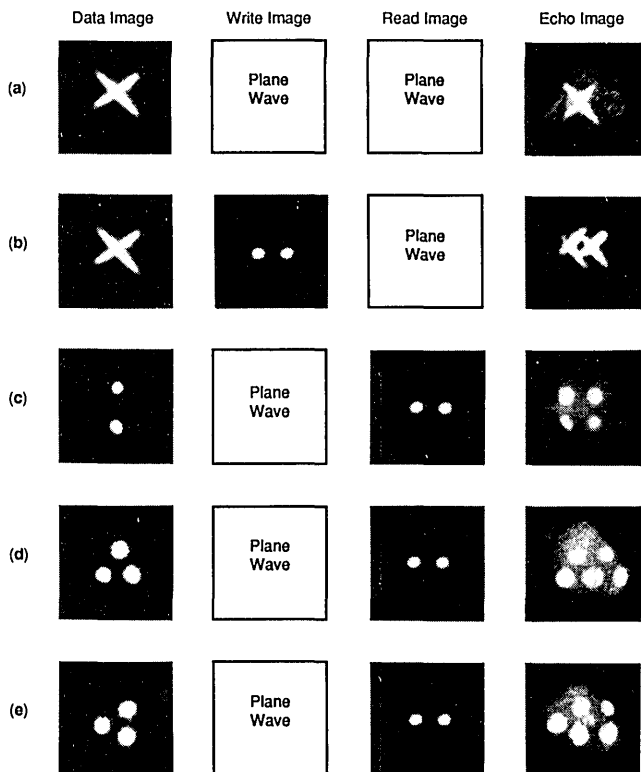 Data Image Write Image Read Image Echo Image
(a)
Plane
Wave
Plane
Wave
(b)
Plane
Wave
(c)
Plane
Wave
(d)
Plane
Wave
(e)
Plane
Wave